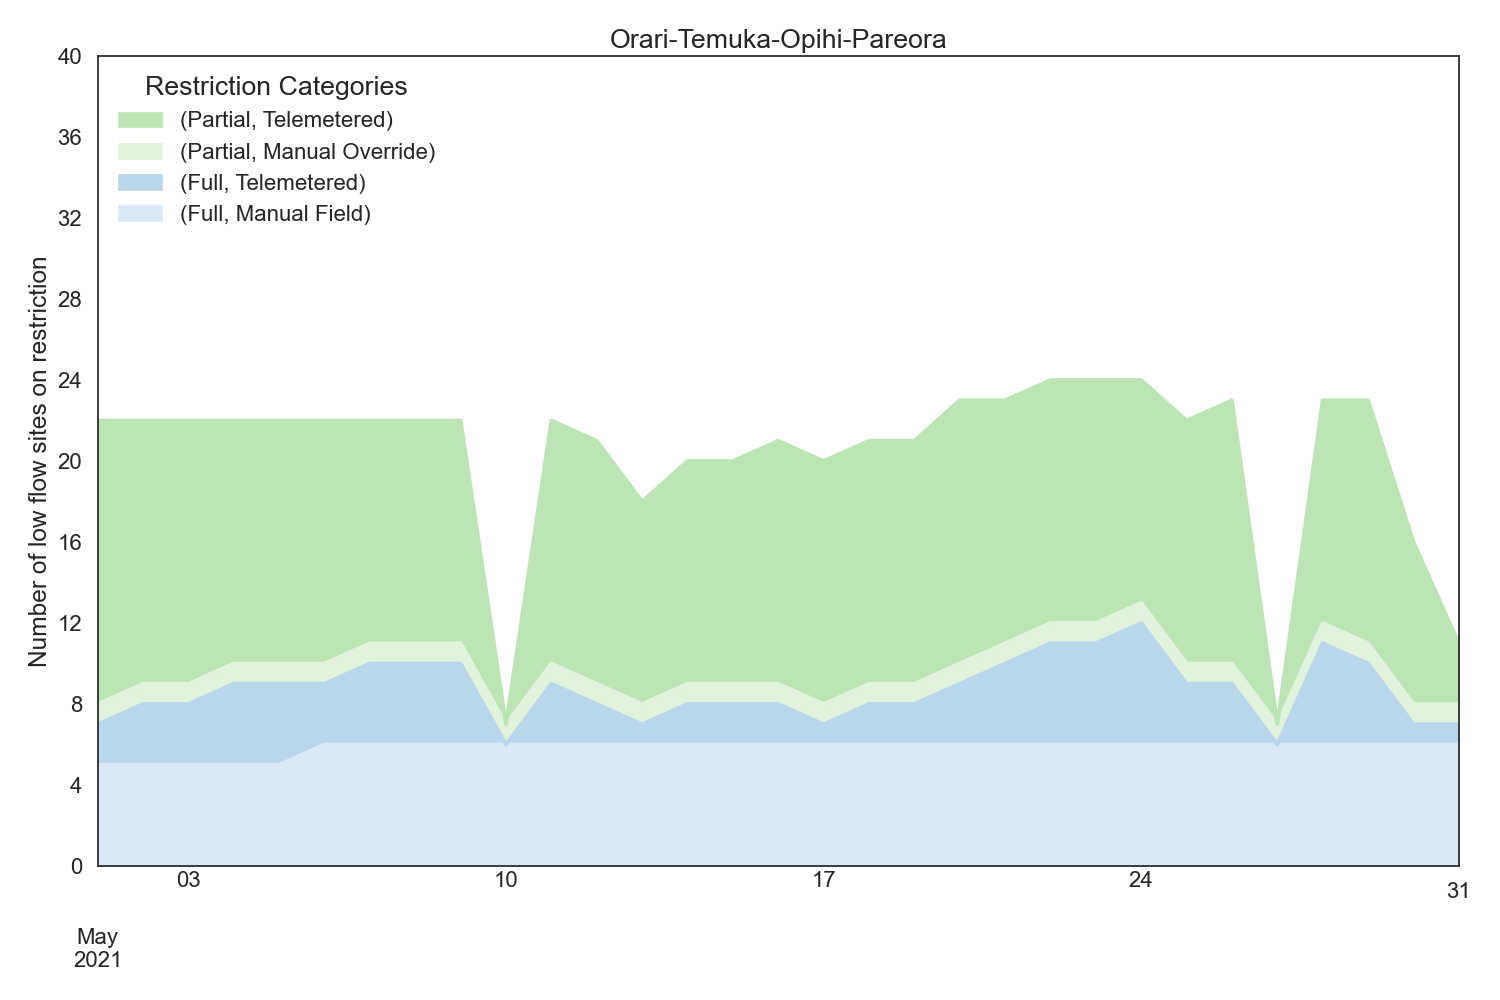 Orari-Temuka-Opihi-Pareora
Restriction Categories
(Partial, Telemetered)
(Partial, Manual Override)
(Full, Telemetered)
(Full, Manual Field)
Number of low flow sites on restriction
40
36
32
28
24
20
16
12
8
4
0
03
10
17
24
31
May
2021